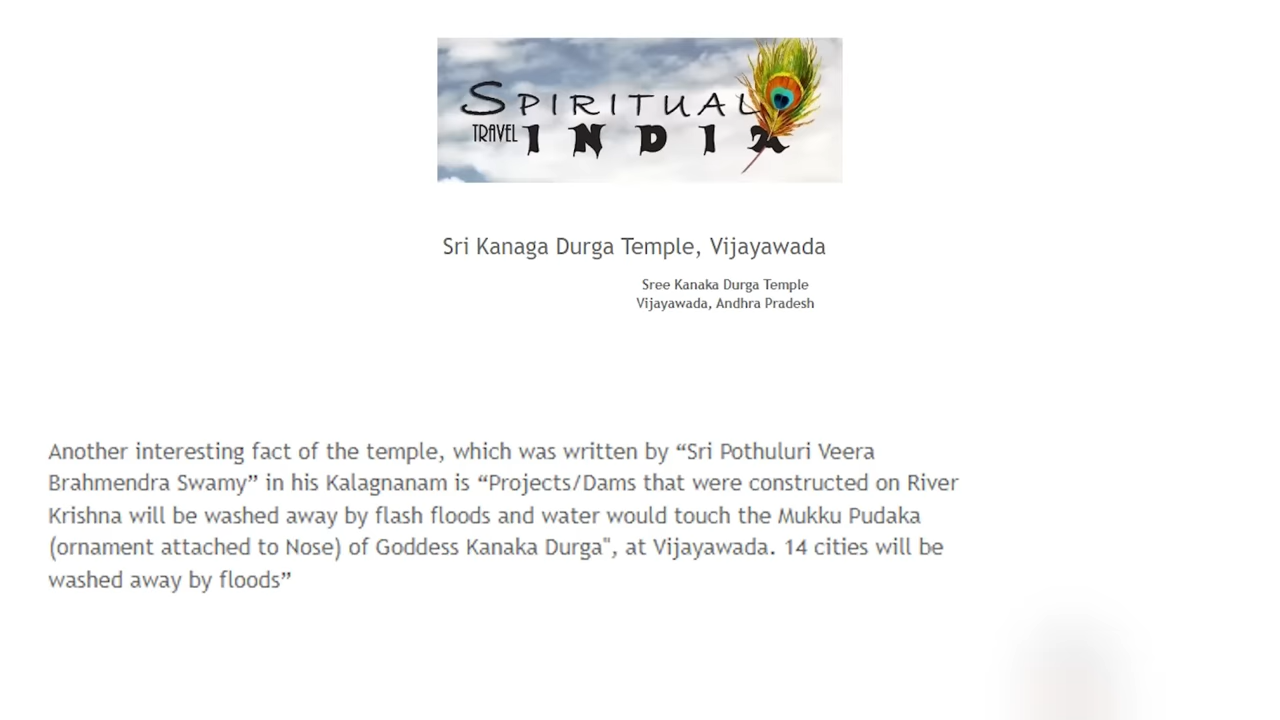 SPIRITUAL
TRAVEL INDIA
Sri Kanaga Durga Temple, Vijayawada
Sree Kanaka Durga Temple
Vijayawada, Andhra Pradesh
Another interesting fact of the temple, which was written by “Sri Pothuluri Veera
Brahmendra Swamy” in his Kalagnanam is “Projects/Dams that were constructed on River
Krishna will be washed away by flash floods and water would touch the Mukku Pudaka
(ornament attached to Nose) of Goddess Kanaka Durga", at Vijayawada. 14 cities will be
washed away by floods”